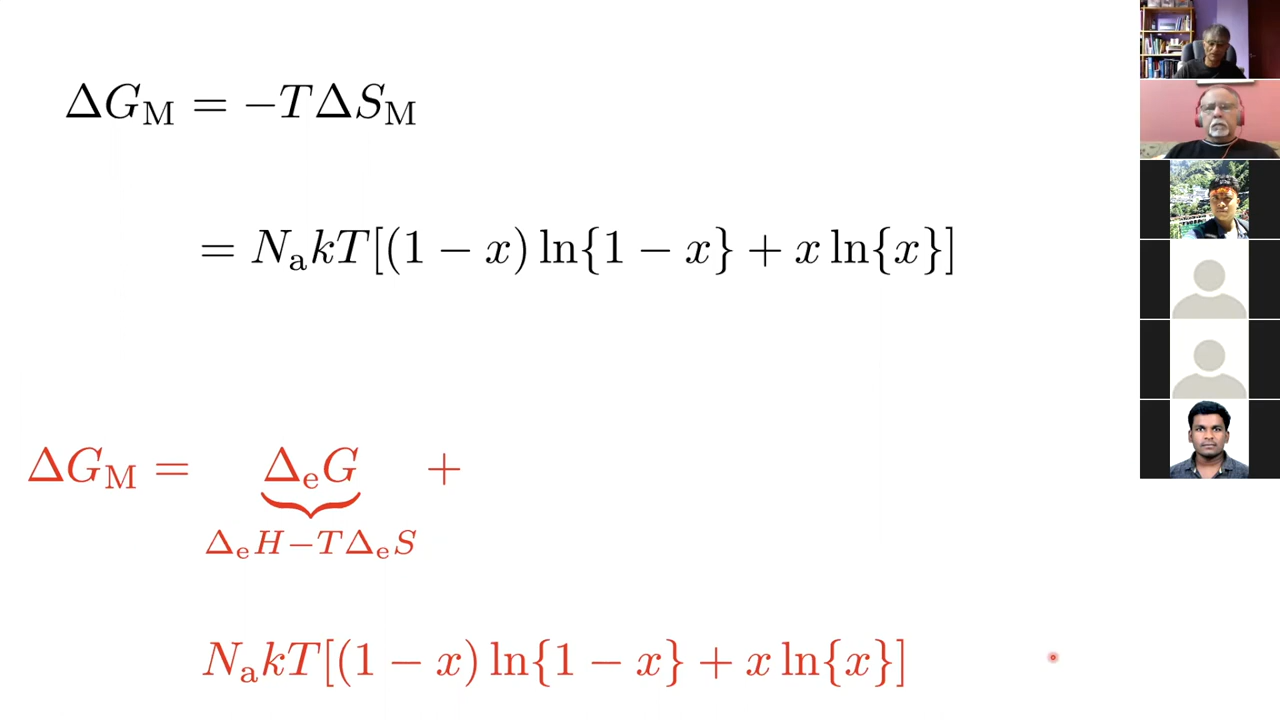 ΔG_M = −TΔS_M
= N_a kT[(1 − x) ln{1 − x} + x ln{x}]
ΔG_M = Δ_e G +
Δ_e H−TΔ_e S
N_a kT[(1 − x) ln{1 − x} + x ln{x}]